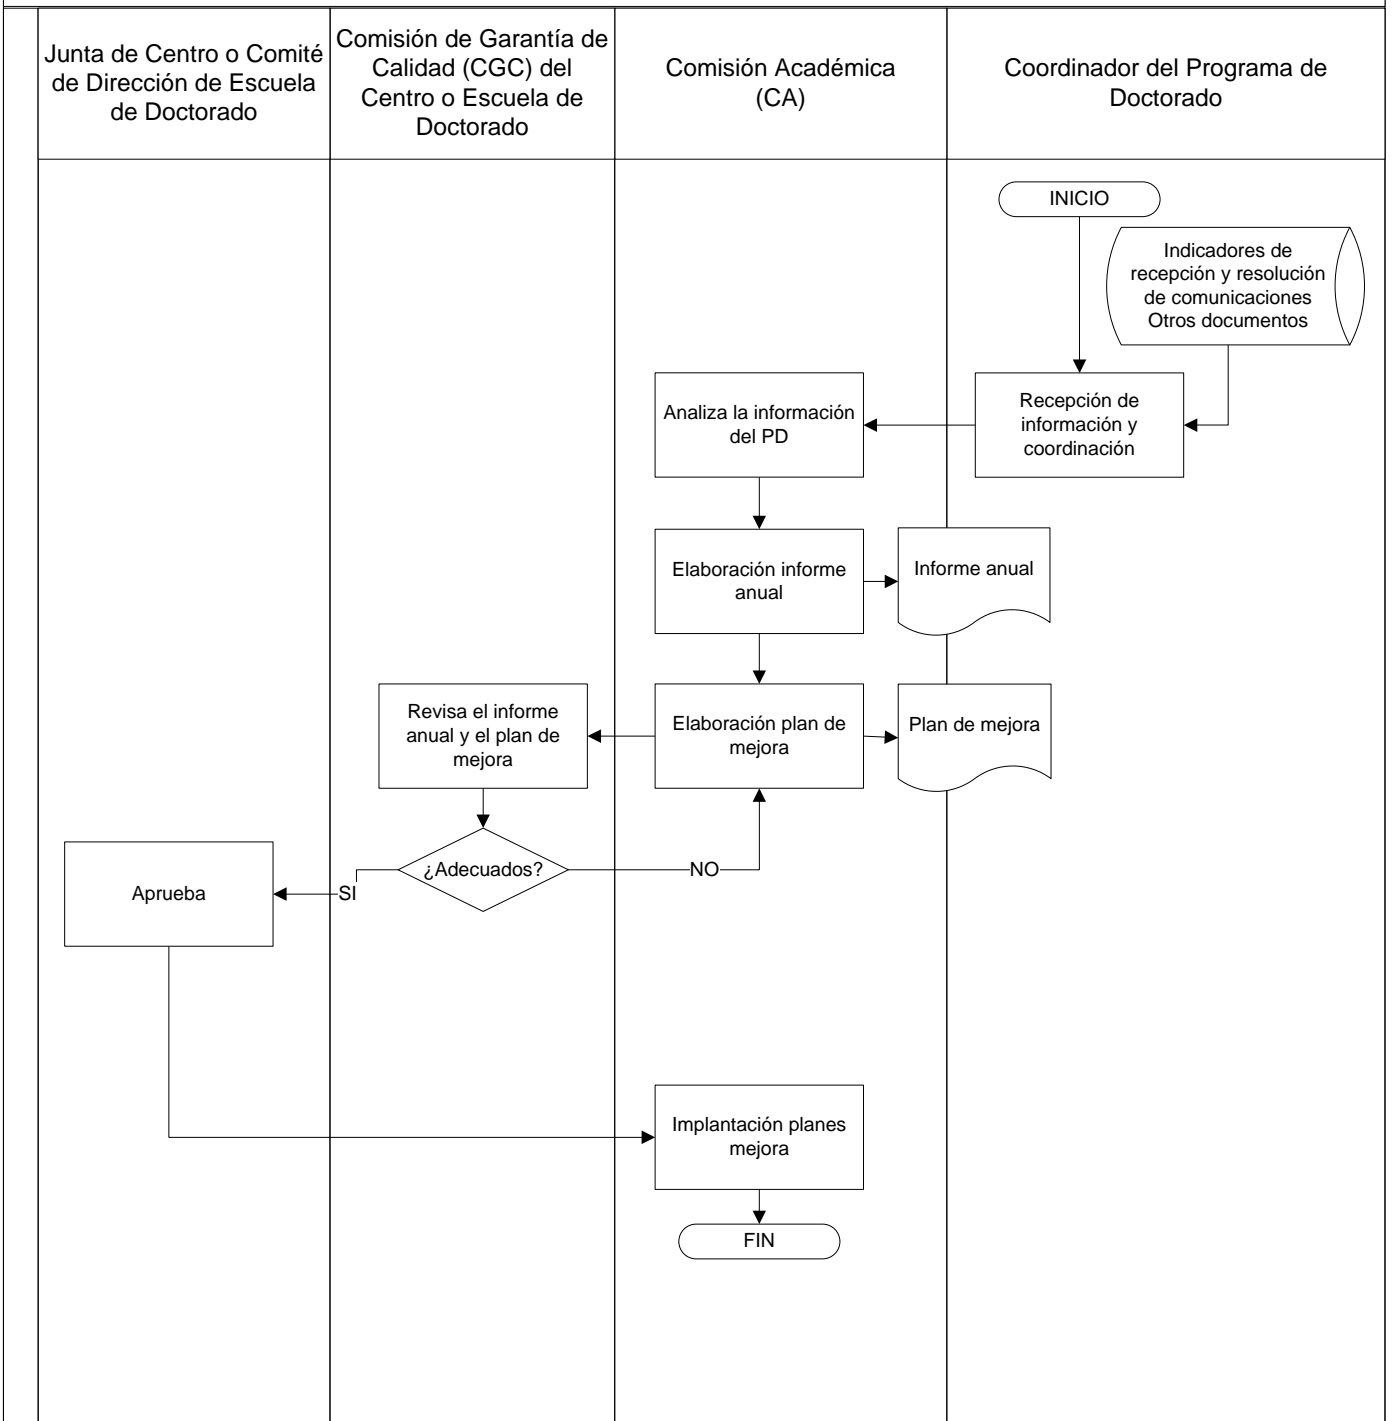 Junta de Centro o Comité
de Dirección de Escuela
de Doctorado
Comisión de Garantía de
Calidad (CGC) del
Centro o Escuela de
Doctorado
Comisión Académica
(CA)
Coordinador del Programa de
Doctorado
INICIO
Indicadores de
recepción y resolución
de comunicaciones
Otros documentos
Recepción de
información y
coordinación
Analiza la información
del PD
Elaboración informe
anual
Informe anual
Elaboración plan de
mejora
Plan de mejora
Revisa el informe
anual y el plan de
mejora
¿Adecuados?
NO
SI
Aprueba
Implantación planes
mejora
FIN